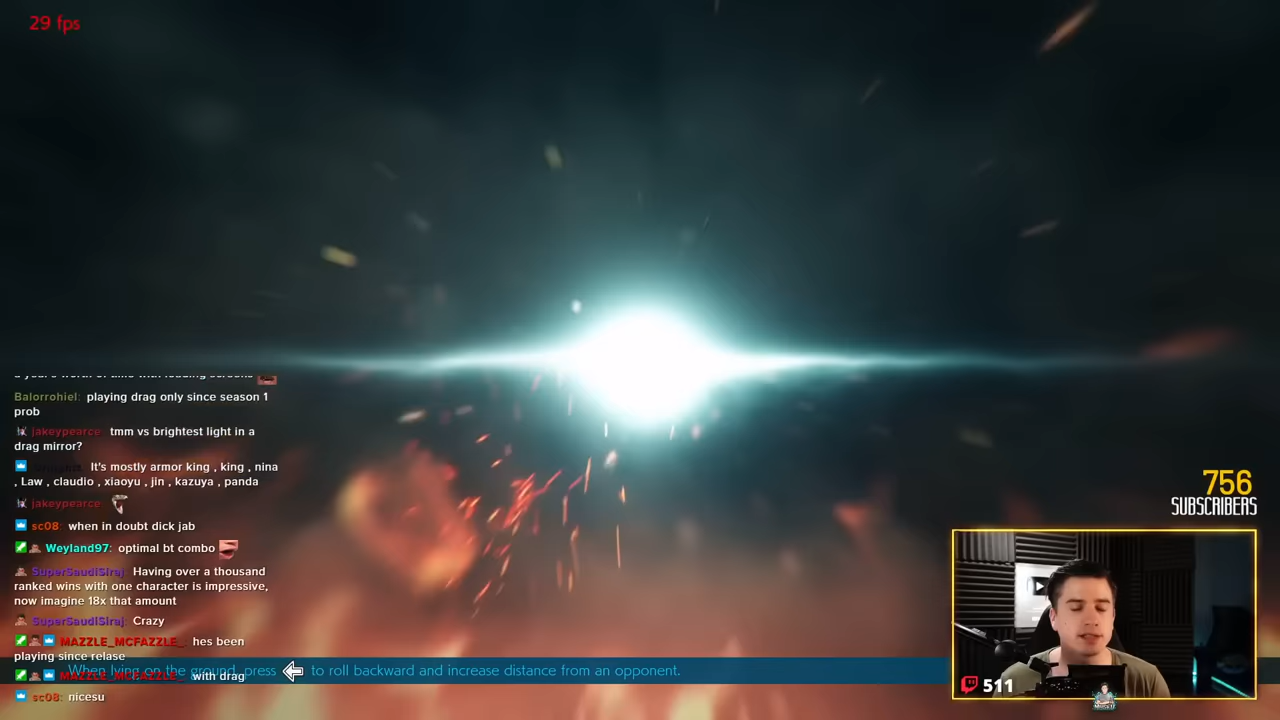 29 fps
Balorrohiel: playing drag only since season 1
prob
jakeypearce: tmm vs brightest light in a
drag mirror?
It's mostly armor king , king , nina
, Law , claudio , xiaoyu , jin , kazuya , panda
jakeypearce:
sc08: when in doubt dick jab
Weyland97: optimal bt combo
SuperSaudiSiraj: Having over a thousand
ranked wins with one character is impressive,
now imagine 18x that amount
SuperSaudiSiraj: Crazy
MAZZLE_MCFAZZLE_: hes been
playing since relase
When lying on the ground, press to roll backward and increase distance from an opponent.
MAZZLE_MCFAZZLE_: with drag
sc08: nicesu
756
SUBSCRIBERS
511